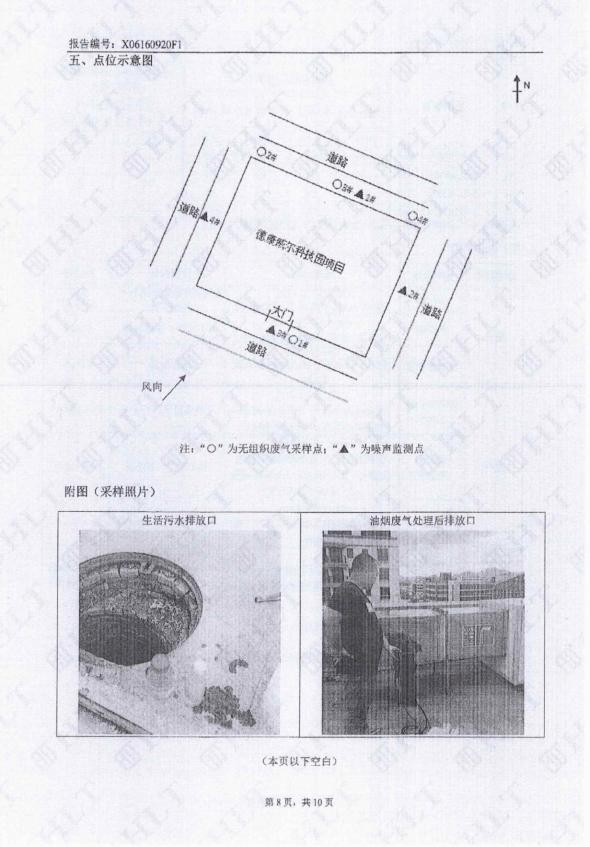 报告编号：X06160920F1
五、点位示意图
N
道路
○2#
○3# ▲1#
○4#
道路 ▲4#
德康威尔科技园项目
▲2#
道路
大门
▲3# ○1#
道路
风向
注：“○”为无组织废气采样点；“▲”为噪声监测点
附图（采样照片）
生活污水排放口
油烟废气处理后排放口
（本页以下空白）
第 8 页，共 10 页
HLT